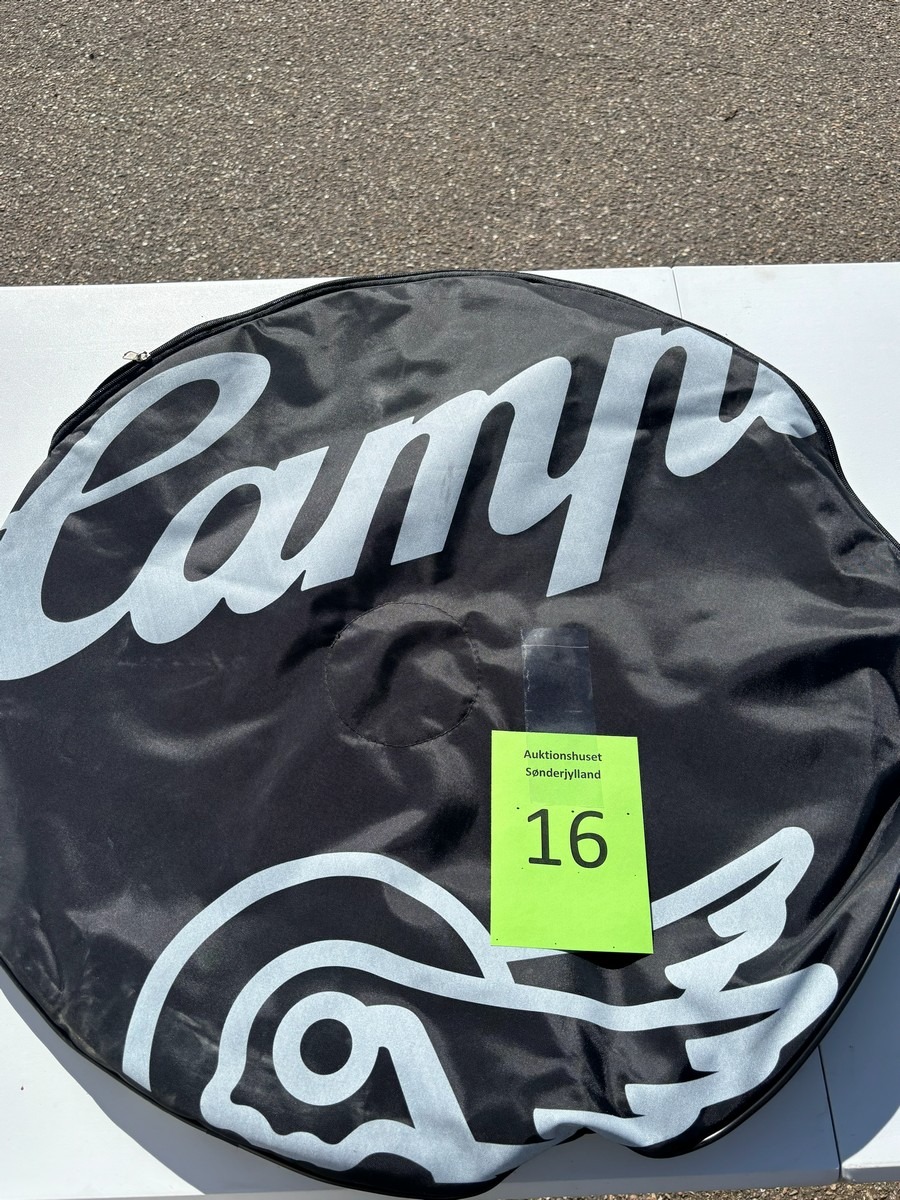 Camp
Auktionshuset
Sønderjylland
16